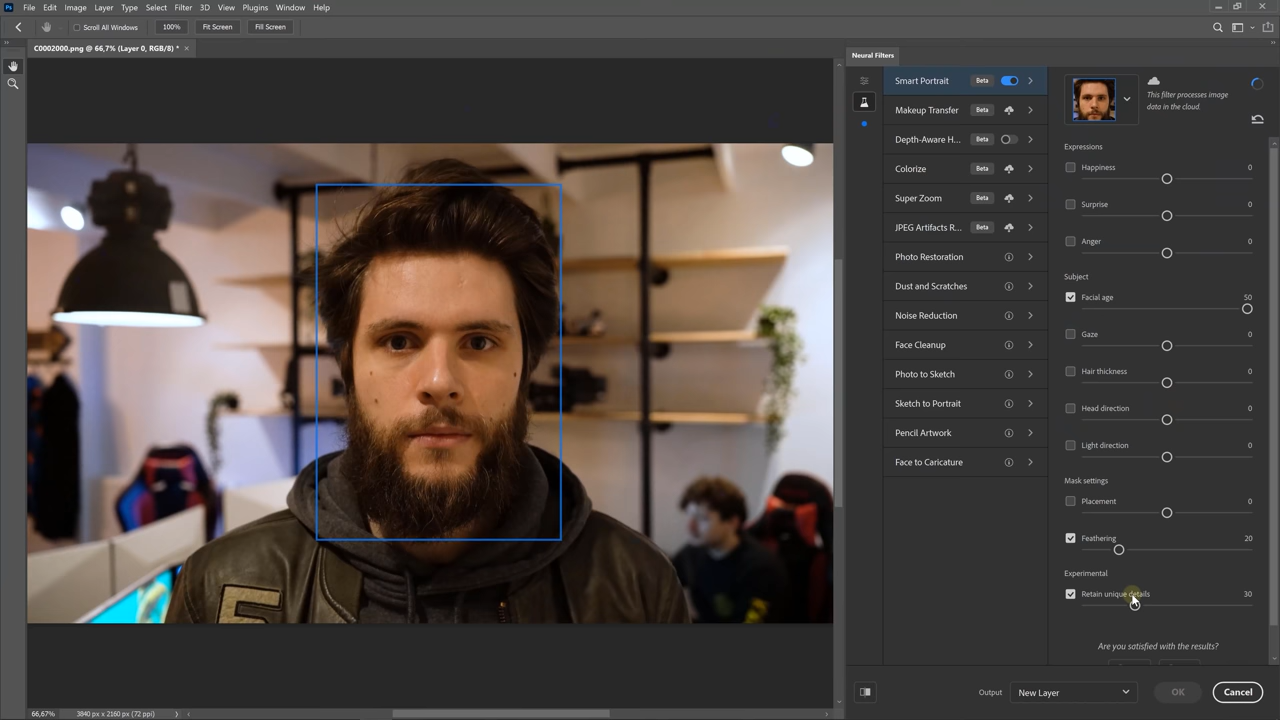 Ps File Edit Image Layer Type Select Filter 3D View Plugins Window Help
Scroll All Windows 100% Fit Screen Fill Screen
C0002000.png @ 66,7% (Layer 0, RGB/8) * ×
Neural Filters
Smart Portrait Beta
Makeup Transfer Beta
Depth-Aware H... Beta
Colorize Beta
Super Zoom Beta
JPEG Artifacts R... Beta
Photo Restoration
Dust and Scratches
Noise Reduction
Face Cleanup
Photo to Sketch
Sketch to Portrait
Pencil Artwork
Face to Caricature
This filter processes image
data in the cloud.
Expressions
Happiness 0
Surprise 0
Anger 0
Subject
Facial age 50
Gaze 0
Hair thickness 0
Head direction 0
Light direction 0
Mask settings
Placement 0
Feathering 20
Experimental
Retain unique details 30
Are you satisfied with the results?
Output New Layer OK Cancel
66,67% 3840 px x 2160 px (72 ppi)